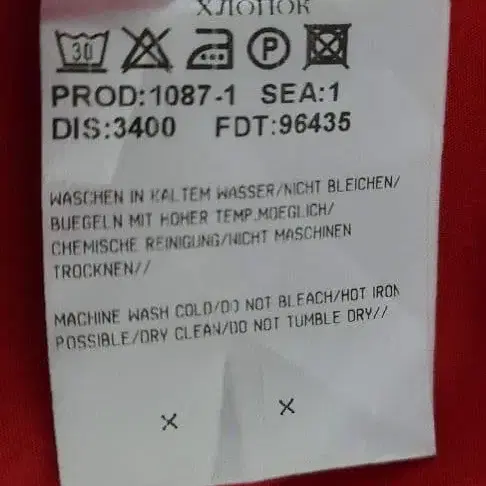 ХЛОПОК
30 P
PROD:1087-1 SEA:1
DIS:3400 FDT:96435
WASCHEN IN KALTEM WASSER/NICHT BLEICHEN/
BUEGELN MIT HOHER TEMP.MOEGLICH/
CHEMISCHE REINIGUNG/NICHT MASCHINEN
TROCKNEN//
MACHINE WASH COLD/DO NOT BLEACH/HOT IRON
POSSIBLE/DRY CLEAN/DO NOT TUMBLE DRY//
X X